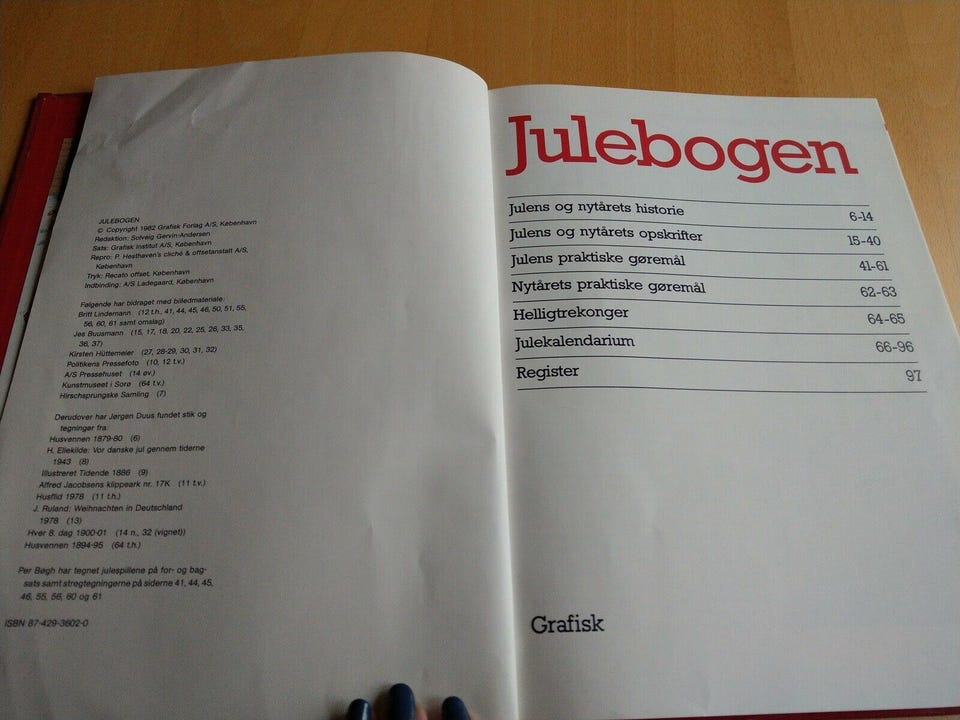 JULEBOGEN
© Copyright 1982 Grafisk Forlag A/S, København
Redaktion: Solveig Gervin-Andersen
Sats: Grafisk Institut A/S, København
Repro: P. Hesthaven's cliché & offsetanstalt A/S,
København
Tryk: Recato offset, København
Indbinding: A/S Ladegaard, København
Følgende har bidraget med billedmateriale:
Britt Lindemann (12 t.h., 41, 44, 45, 46, 50, 51, 55,
56, 60, 61 samt omslag)
Jes Buusmann (15, 17, 18, 20, 22, 25, 26, 33, 35,
36, 37)
Kirsten Hüttemeier (27, 28-29, 30, 31, 32)
Politikens Pressefoto (10, 12 t.v.)
A/S Pressehuset (14 øv.)
Kunstmuseet i Sorø (64 t.v.)
Hirschsprungske Samling (7)
Derudover har Jørgen Duus fundet stik og
tegninger fra:
Husvennen 1879-80 (6)
H. Ellekilde: Vor danske jul gennem tiderne
1943 (8)
Illustreret Tidende 1886 (9)
Alfred Jacobsens klippeark nr. 17K (11 t.v.)
Husflid 1978 (11 t.h.)
J. Ruland: Weihnachten in Deutschland
1978 (13)
Hver 8. dag 1900-01 (14 n., 32 (vignet))
Husvennen 1894-95 (64 t.h.)
Per Bøgh har tegnet julespillene på for- og bag-
sats samt stregtegningerne på siderne 41, 44, 45,
46, 55, 56, 60 og 61
ISBN 87-429-3602-0
Julebogen
Julens og nytårets historie 6-14
Julens og nytårets opskrifter 15-40
Julens praktiske gøremål 41-61
Nytårets praktiske gøremål 62-63
Helligtrekonger 64-65
Julekalendarium 66-96
Register 97
Grafisk